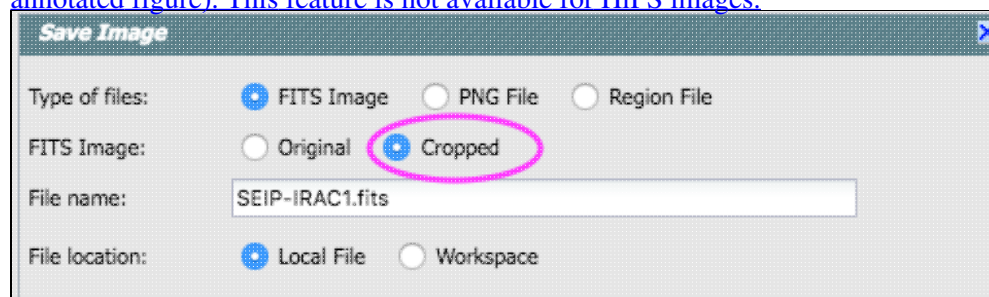 annotated figure). This feature is not available for HiPS images.
Save Image
Type of files: FITS Image PNG File Region File
FITS Image: Original Cropped
File name: SEIP-IRAC1.fits
File location: Local File Workspace